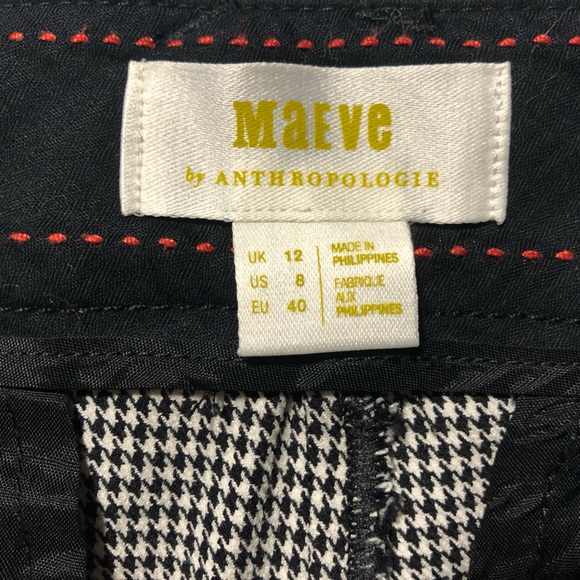 MaEve
by ANTHROPOLOGIE
UK 12
US 8
EU 40
MADE IN
PHILIPPINES
FABRIQUE
AUX
PHILIPPINES